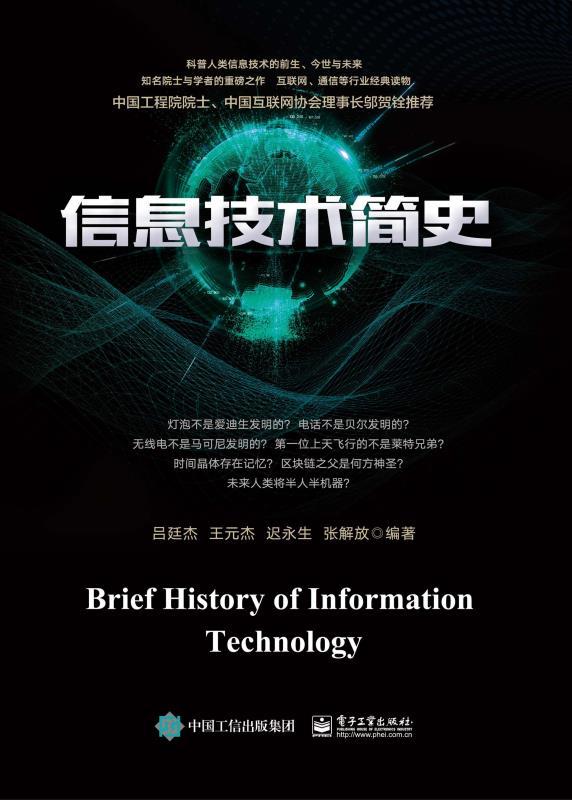 科普人类信息技术的前生、今世与未来
知名院士与学者的重磅之作 互联网、通信等行业经典读物
中国工程院院士、中国互联网协会理事长邬贺铨推荐
信息技术简史
灯泡不是爱迪生发明的？ 电话不是贝尔发明的？
无线电不是马可尼发明的？ 第一位上天飞行的不是莱特兄弟？
时间晶体存在记忆？ 区块链之父是何方神圣？
未来人类将半人半机器？
吕廷杰 王元杰 迟永生 张解放◎编著
Brief History of Information
Technology
中国工信出版集团
电子工业出版社·
PUBLISHING HOUSE OF ELECTRONICS INDUSTRY
http://www.phei.com.cn